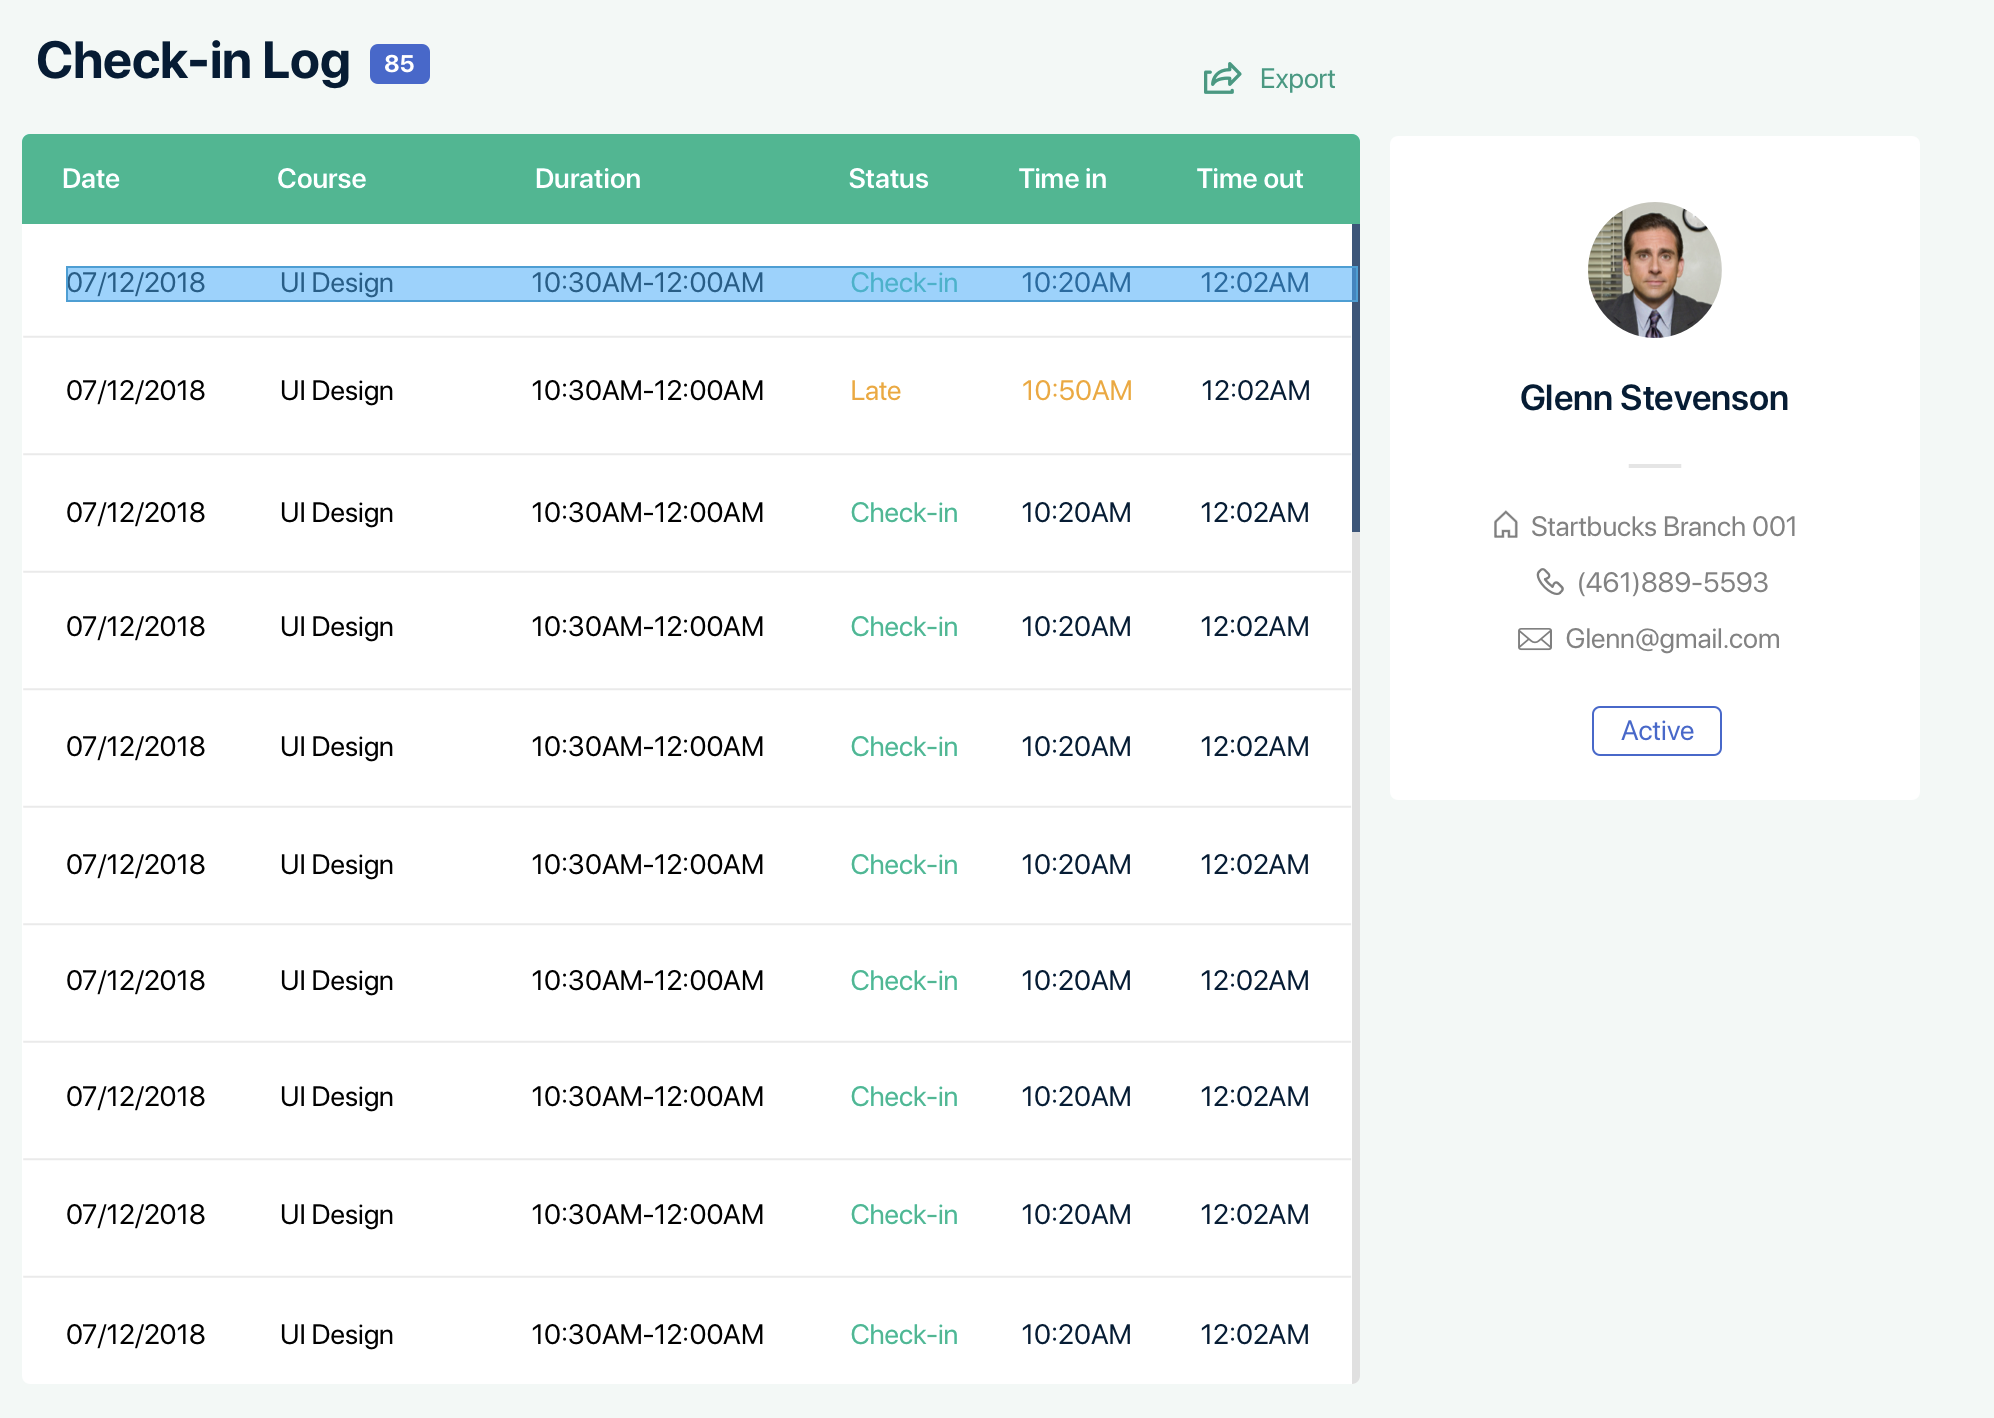 Check-in Log 85
Export
Date Course Duration Status Time in Time out
07/12/2018 UI Design 10:30AM-12:00AM Check-in 10:20AM 12:02AM
07/12/2018 UI Design 10:30AM-12:00AM Late 10:50AM 12:02AM
07/12/2018 UI Design 10:30AM-12:00AM Check-in 10:20AM 12:02AM
07/12/2018 UI Design 10:30AM-12:00AM Check-in 10:20AM 12:02AM
07/12/2018 UI Design 10:30AM-12:00AM Check-in 10:20AM 12:02AM
07/12/2018 UI Design 10:30AM-12:00AM Check-in 10:20AM 12:02AM
07/12/2018 UI Design 10:30AM-12:00AM Check-in 10:20AM 12:02AM
07/12/2018 UI Design 10:30AM-12:00AM Check-in 10:20AM 12:02AM
07/12/2018 UI Design 10:30AM-12:00AM Check-in 10:20AM 12:02AM
07/12/2018 UI Design 10:30AM-12:00AM Check-in 10:20AM 12:02AM
Glenn Stevenson
Startbucks Branch 001
(461)889-5593
Glenn@gmail.com
Active